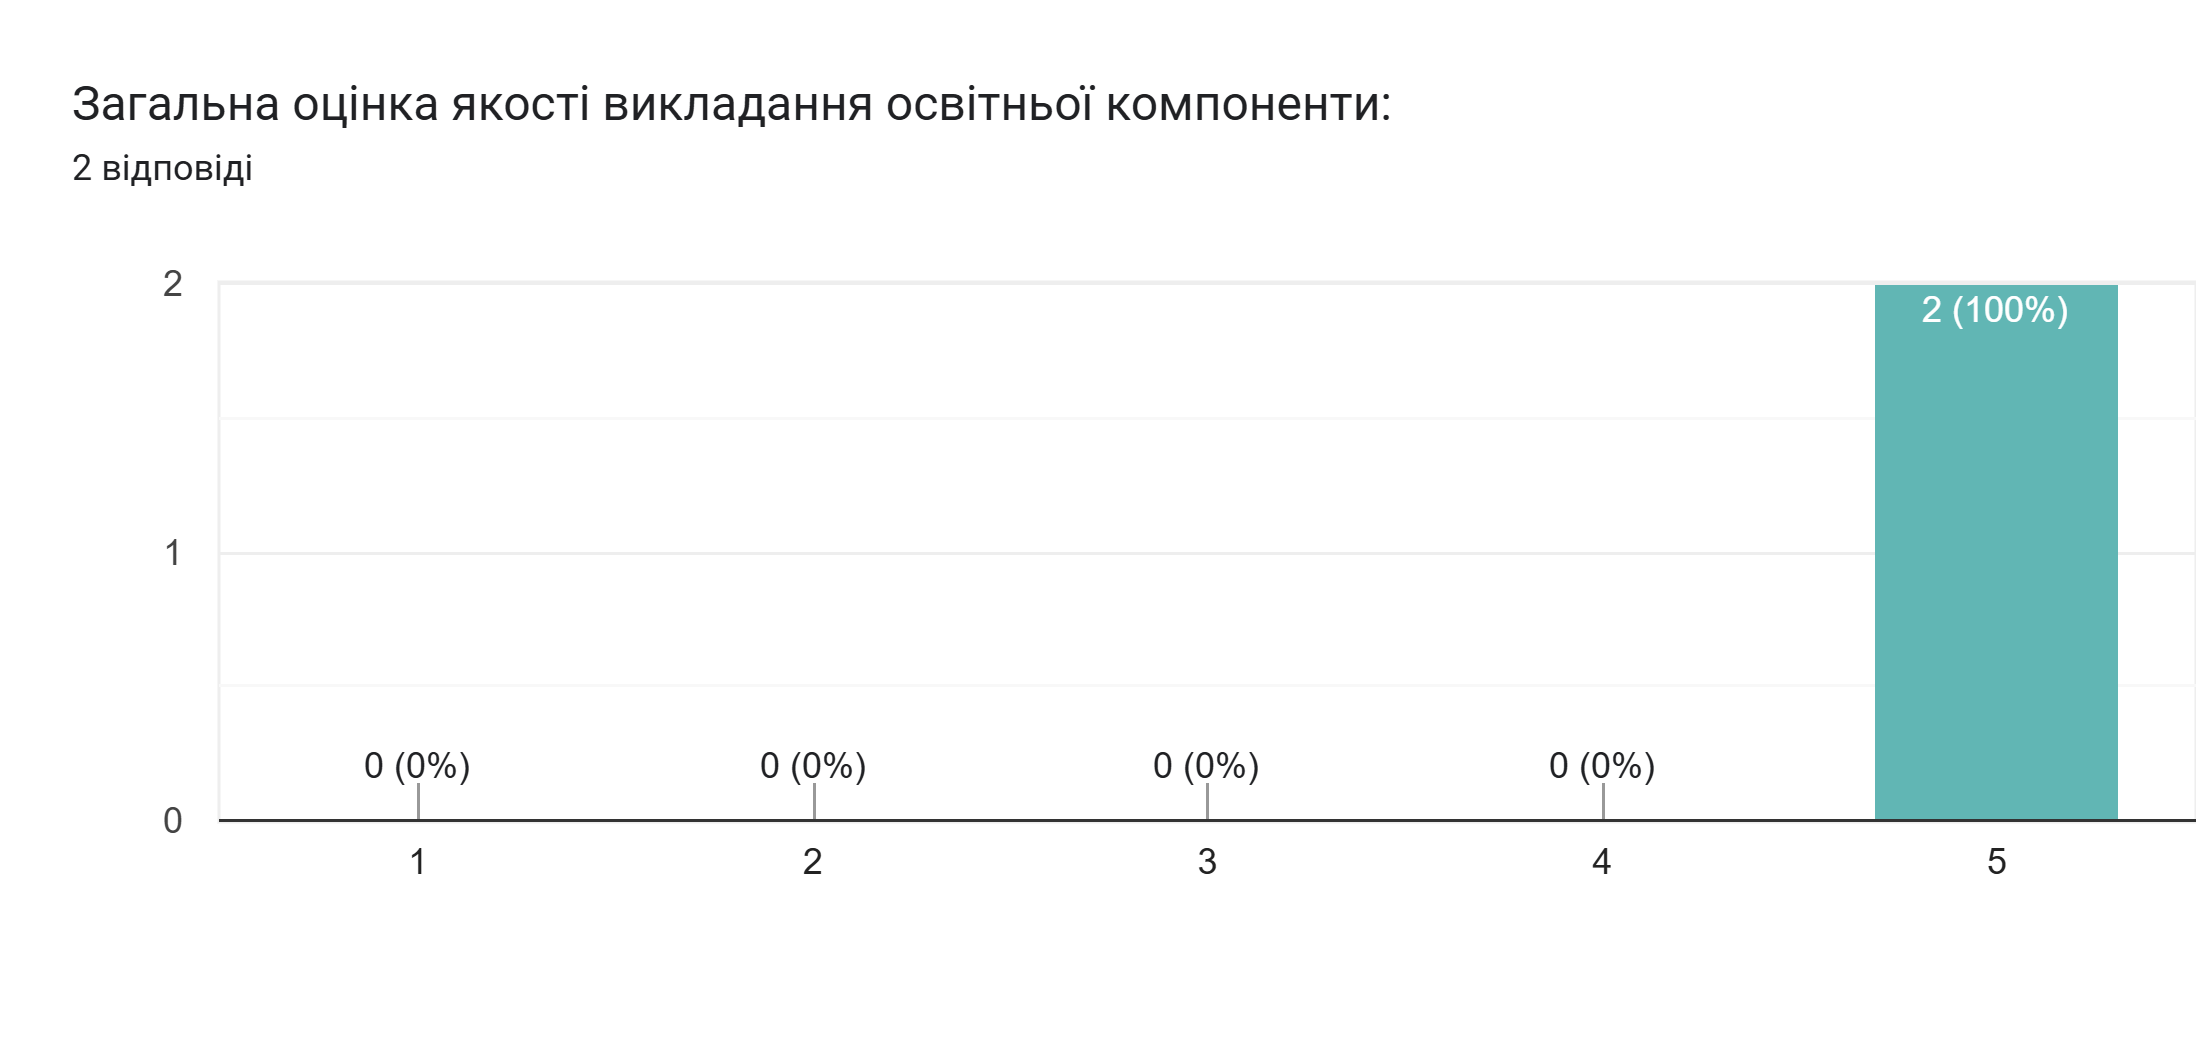 Загальна оцінка якості викладання освітньої компоненти:
2 відповіді
2
2 (100%)
1
0 (0%) 0 (0%) 0 (0%) 0 (0%)
0
1 2 3 4 5